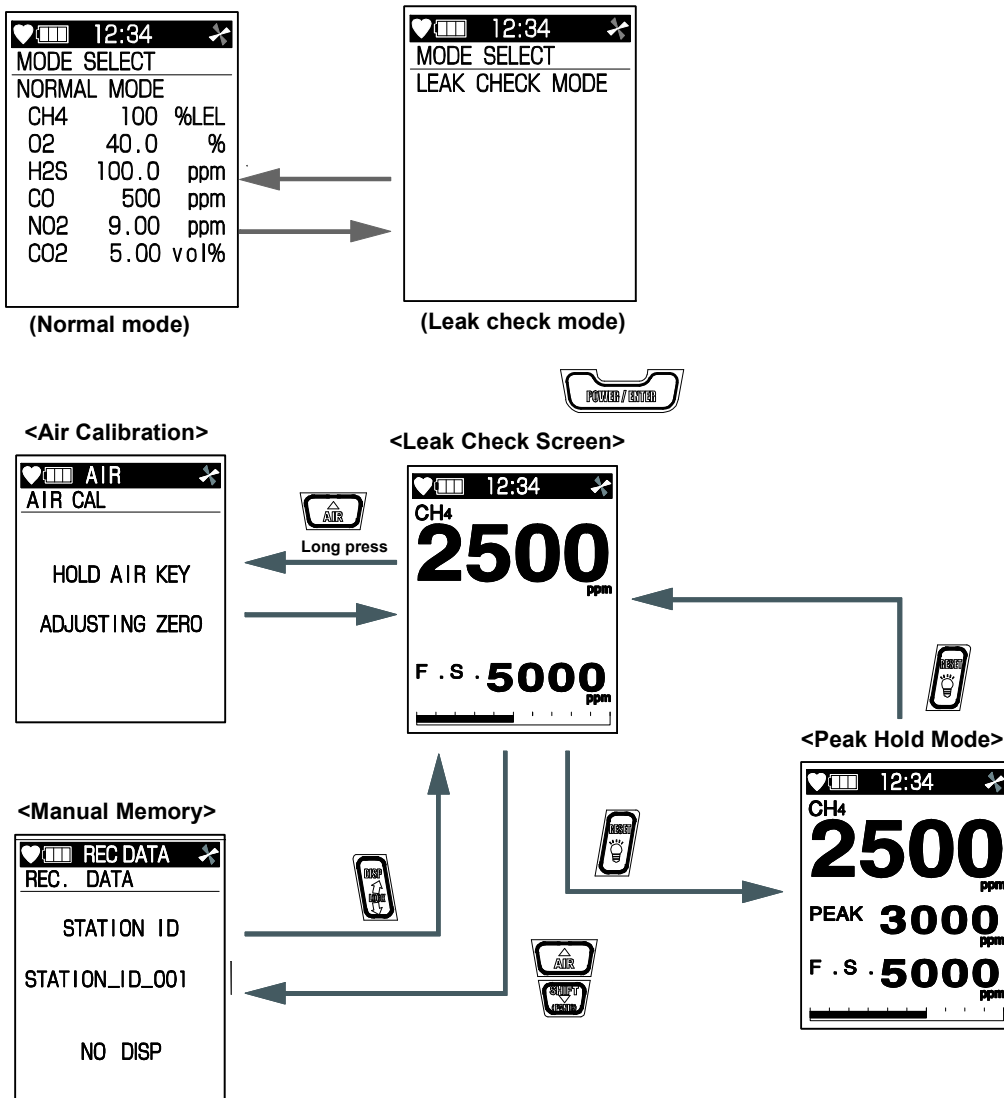 12:34
MODE SELECT
NORMAL MODE
CH4 100 %LEL
O2 40.0 %
H2S 100.0 ppm
CO 500 ppm
NO2 9.00 ppm
CO2 5.00 vol%
(Normal mode)
12:34
MODE SELECT
LEAK CHECK MODE
(Leak check mode)
POWER / ENTER
<Air Calibration>
AIR
AIR CAL
HOLD AIR KEY
ADJUSTING ZERO
AIR
Long press
<Leak Check Screen>
12:34
CH4
2500
ppm
F.S. 5000
ppm
RESET
<Peak Hold Mode>
12:34
CH4
2500
ppm
PEAK 3000
ppm
F.S. 5000
ppm
<Manual Memory>
REC DATA
REC. DATA
STATION ID
STATION_ID_001
NO DISP
DISP
RESET
AIR
SHIFT